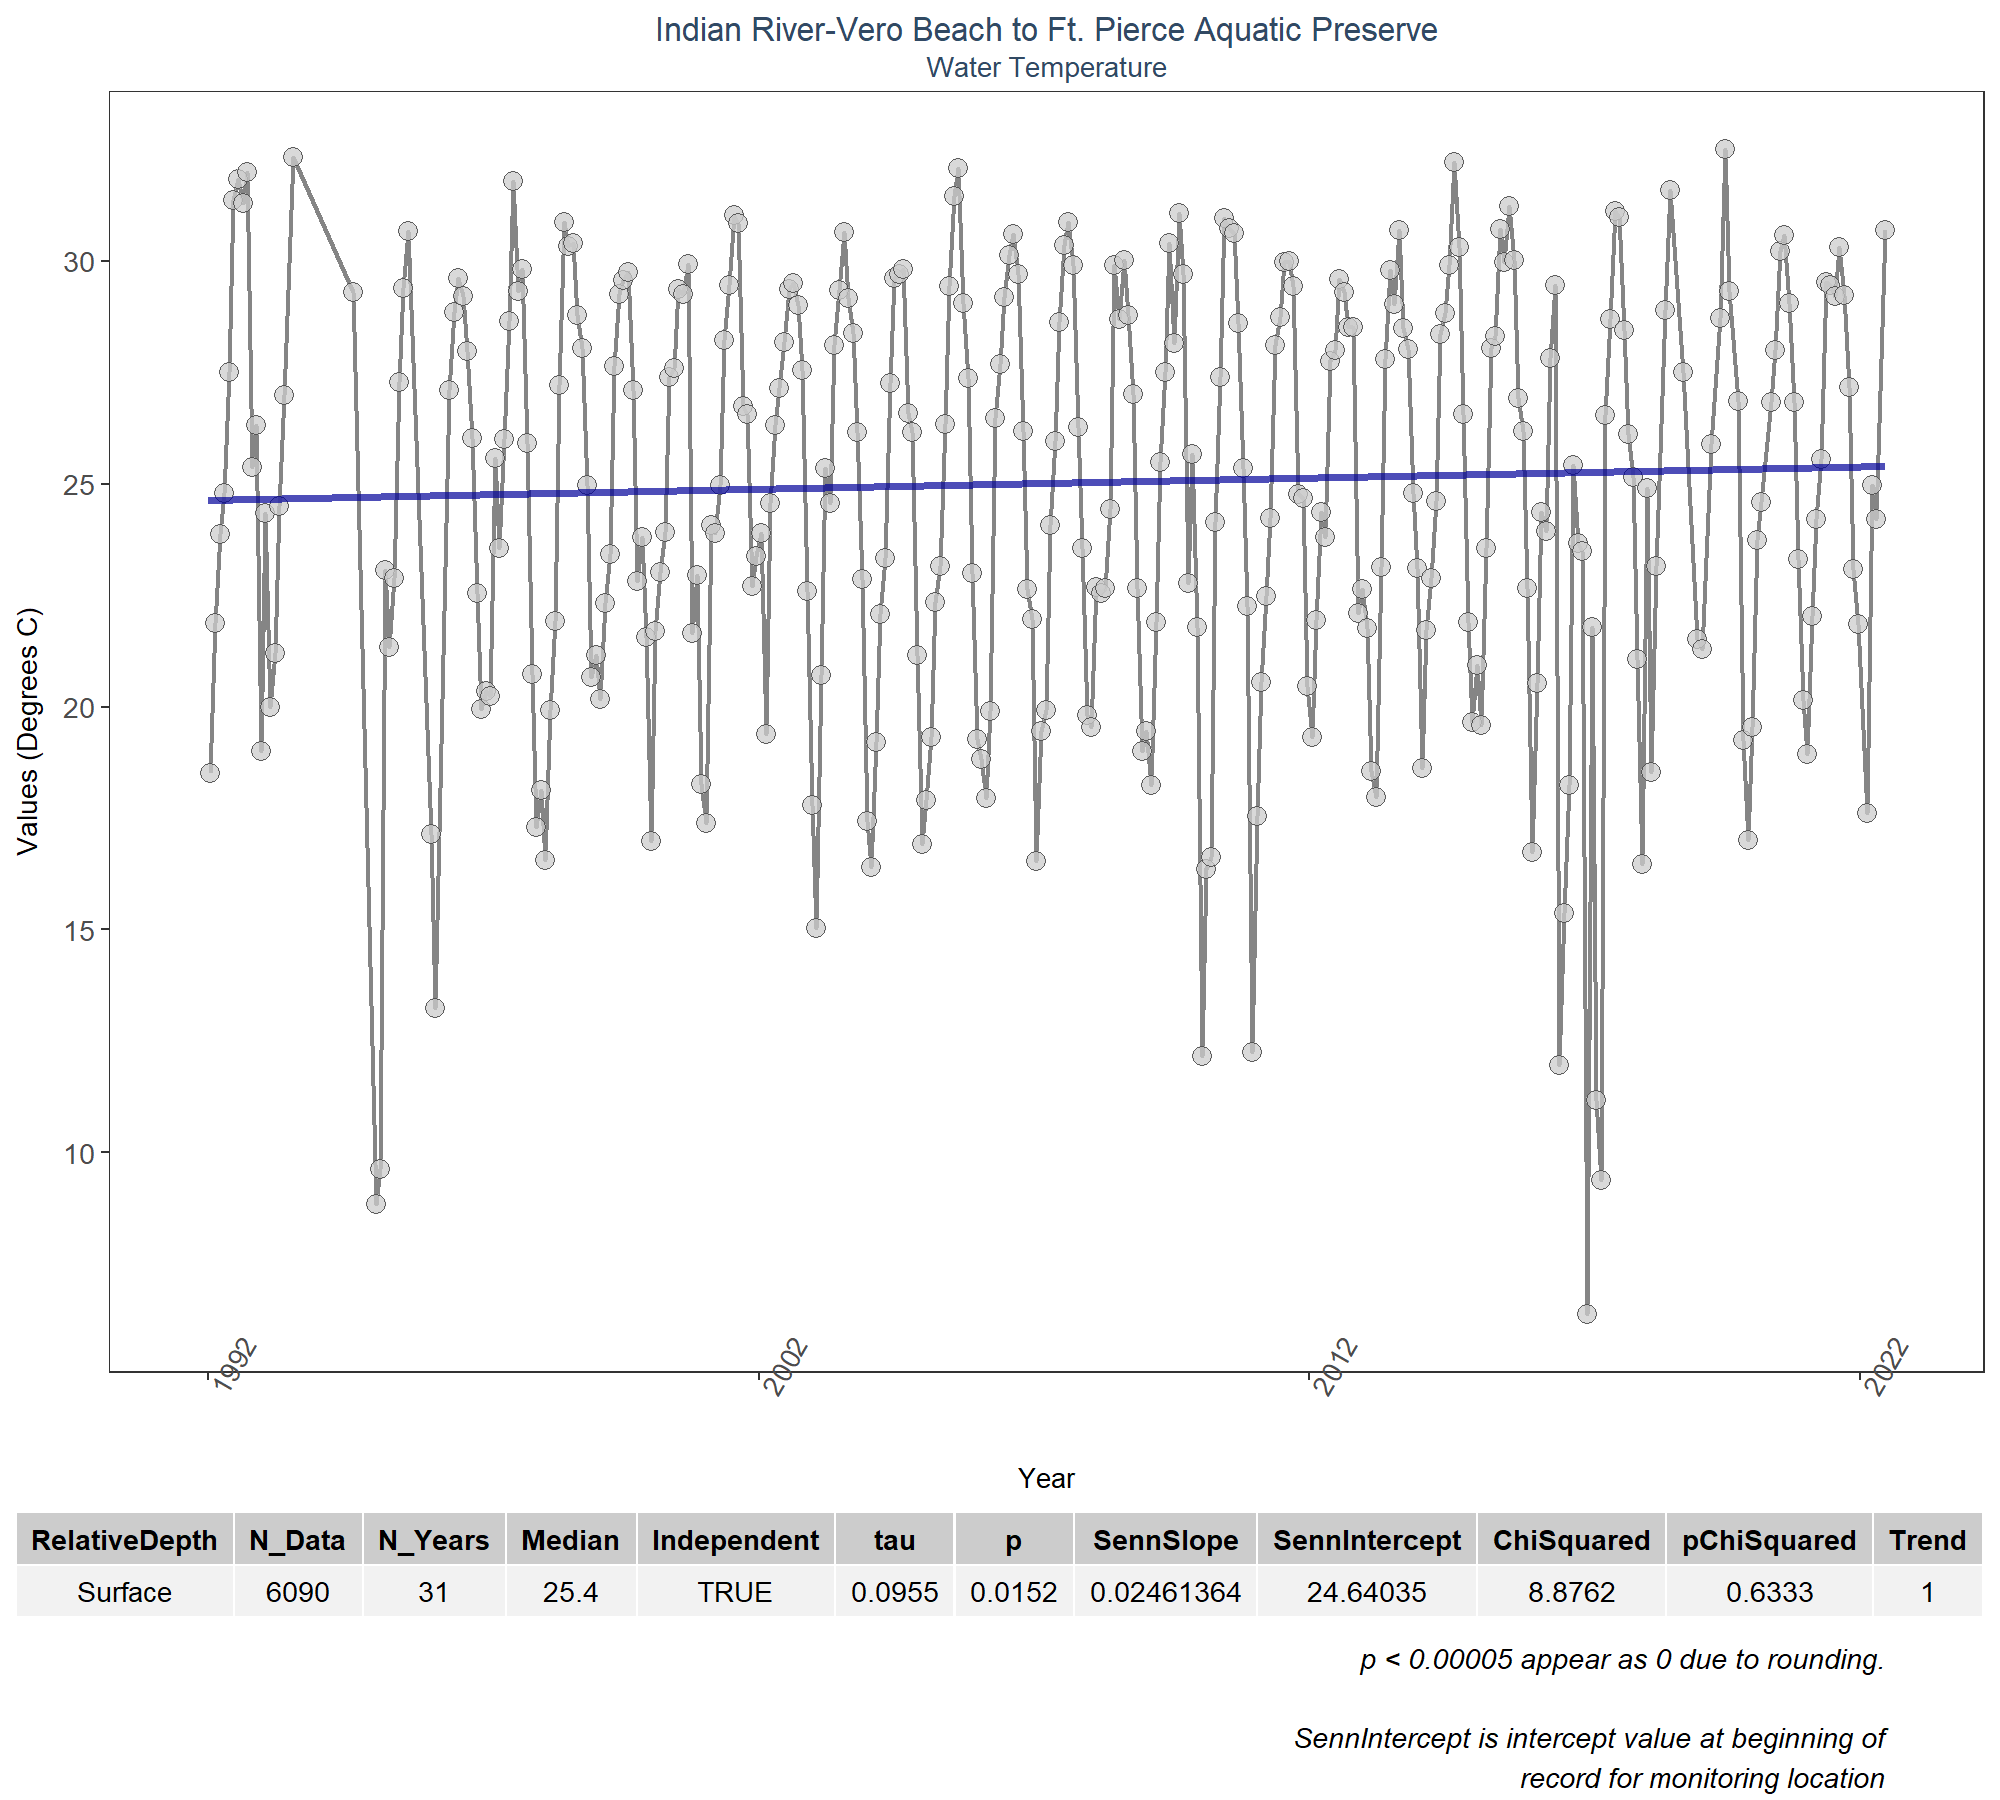 Indian River-Vero Beach to Ft. Pierce Aquatic Preserve
Water Temperature
Values (Degrees C)
30
25
20
15
10
1992
2002
2012
2022
Year
RelativeDepth N_Data N_Years Median Independent tau p SennSlope SennIntercept ChiSquared pChiSquared Trend
Surface 6090 31 25.4 TRUE 0.0955 0.0152 0.02461364 24.64035 8.8762 0.6333 1
p < 0.00005 appear as 0 due to rounding.
SennIntercept is intercept value at beginning of
record for monitoring location